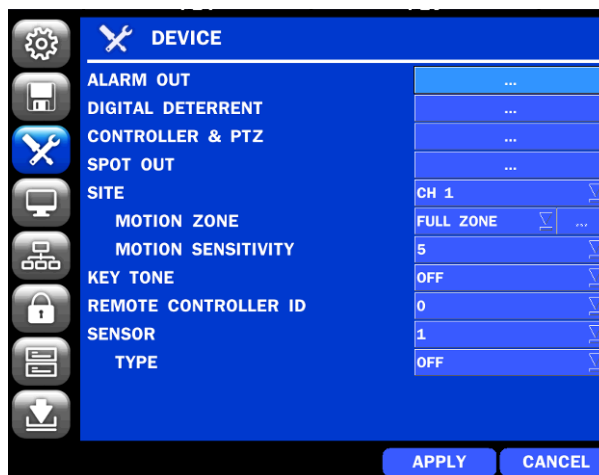 DEVICE
ALARM OUT ...
DIGITAL DETERRENT ...
CONTROLLER & PTZ ...
SPOT OUT ...
SITE CH 1
MOTION ZONE FULL ZONE ...
MOTION SENSITIVITY 5
KEY TONE OFF
REMOTE CONTROLLER ID 0
SENSOR 1
TYPE OFF
APPLY CANCEL